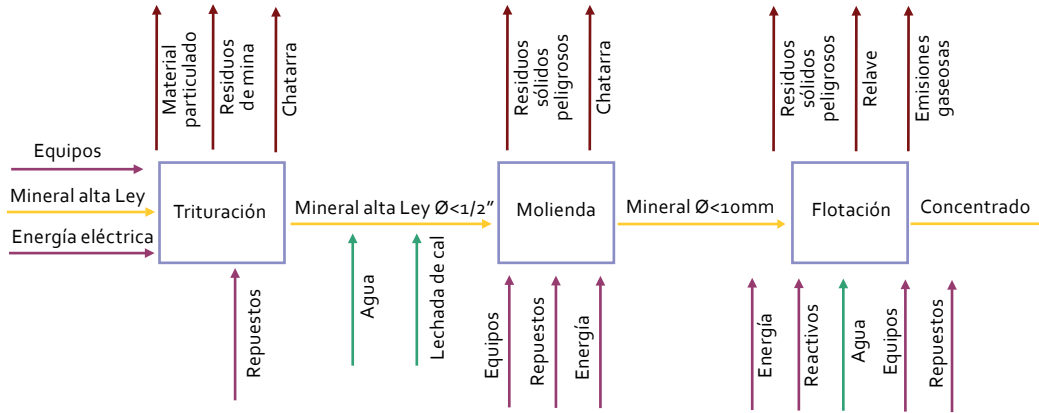 Material
particulado
Residuos
de mina
Chatarra
Residuos
sólidos
peligrosos
Chatarra
Residuos
sólidos
peligrosos
Relave
Emisiones
gaseosas
Equipos
Mineral alta Ley
Energía eléctrica
Trituración
Mineral alta Ley Ø<1/2”
Molienda
Mineral Ø<10mm
Flotación
Concentrado
Repuestos
Agua
Lechada de cal
Equipos
Repuestos
Energía
Energía
Reactivos
Agua
Equipos
Repuestos